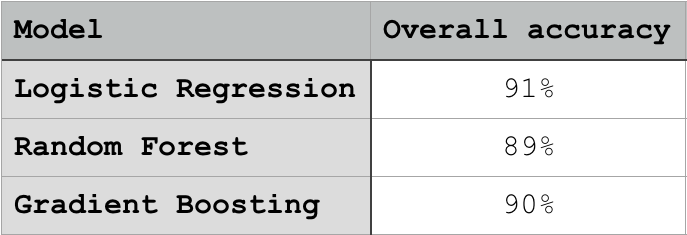 Model Overall accuracy
Logistic Regression 91%
Random Forest 89%
Gradient Boosting 90%